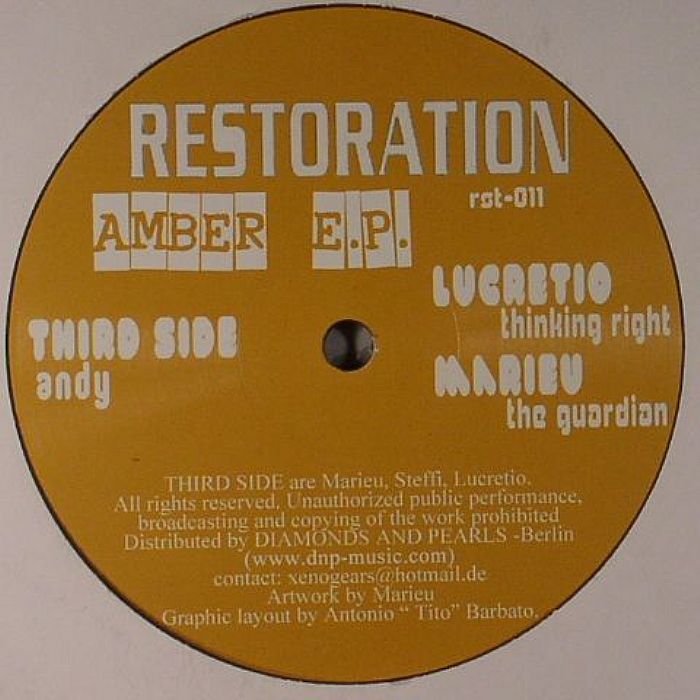 RESTORATION
rst-011
AMBER E.P.
THIRD SIDE
andy
LUCRETIO
thinking right
MARIEU
the guardian
THIRD SIDE are Marieu, Steffi, Lucretio.
All rights reserved. Unauthorized public performance,
broadcasting and copying of the work prohibited
Distributed by DIAMONDS AND PEARLS -Berlin
(www.dnp-music.com)
contact: xenogears@hotmail.de
Artwork by Marieu
Graphic layout by Antonio “ Tito” Barbato.